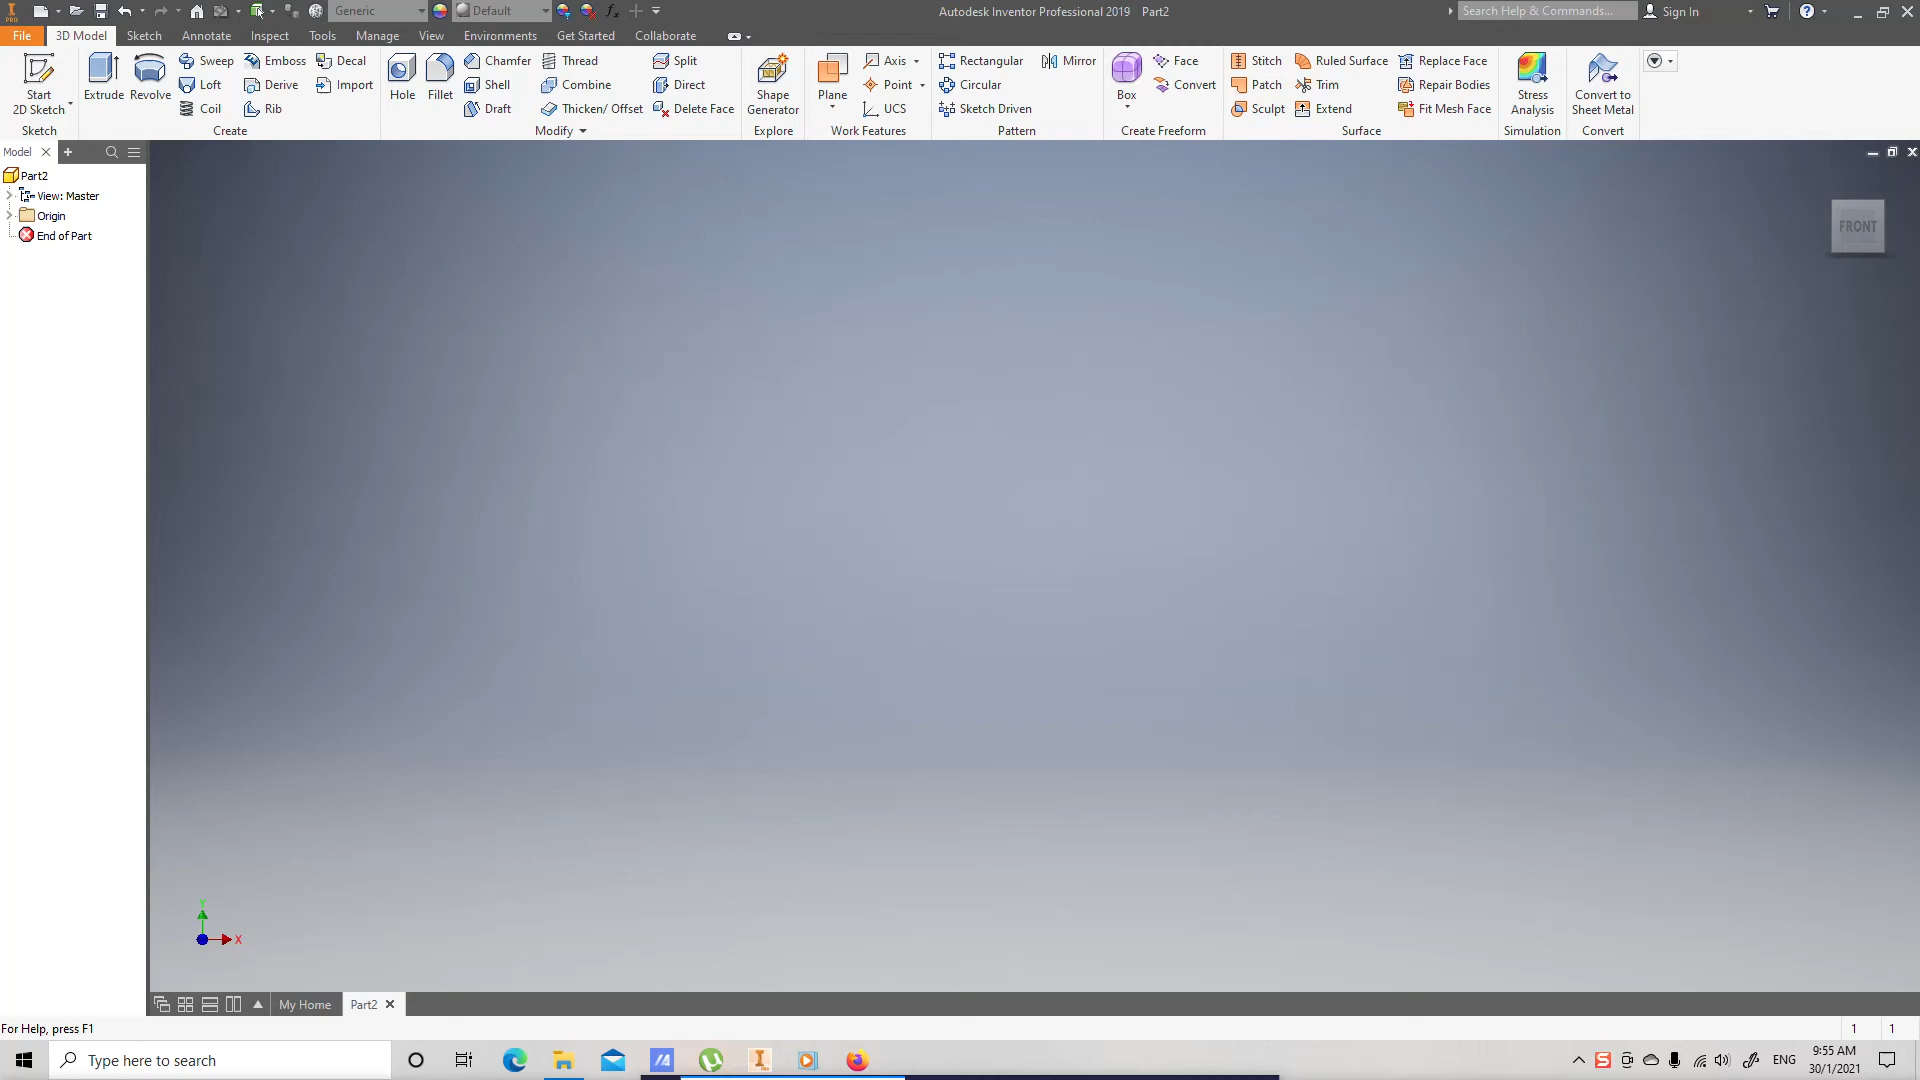 Generic
Default
Autodesk Inventor Professional 2019 Part2
Search Help & Commands...
Sign In
File
3D Model
Sketch
Annotate
Inspect
Tools
Manage
View
Environments
Get Started
Collaborate
Start
2D Sketch
Sketch
Extrude
Revolve
Sweep
Loft
Coil
Emboss
Derive
Rib
Decal
Import
Create
Hole
Fillet
Chamfer
Shell
Draft
Thread
Combine
Thicken/ Offset
Split
Direct
Delete Face
Modify
Shape
Generator
Explore
Plane
Axis
Point
UCS
Work Features
Rectangular
Circular
Sketch Driven
Mirror
Pattern
Box
Face
Convert
Create Freeform
Stitch
Patch
Sculpt
Ruled Surface
Trim
Extend
Replace Face
Repair Bodies
Fit Mesh Face
Surface
Stress
Analysis
Simulation
Convert to
Sheet Metal
Convert
Model
Part2
View: Master
Origin
End of Part
FRONT
Y
X
My Home
Part2
For Help, press F1
1
1
Type here to search
ENG
9:55 AM
30/1/2021